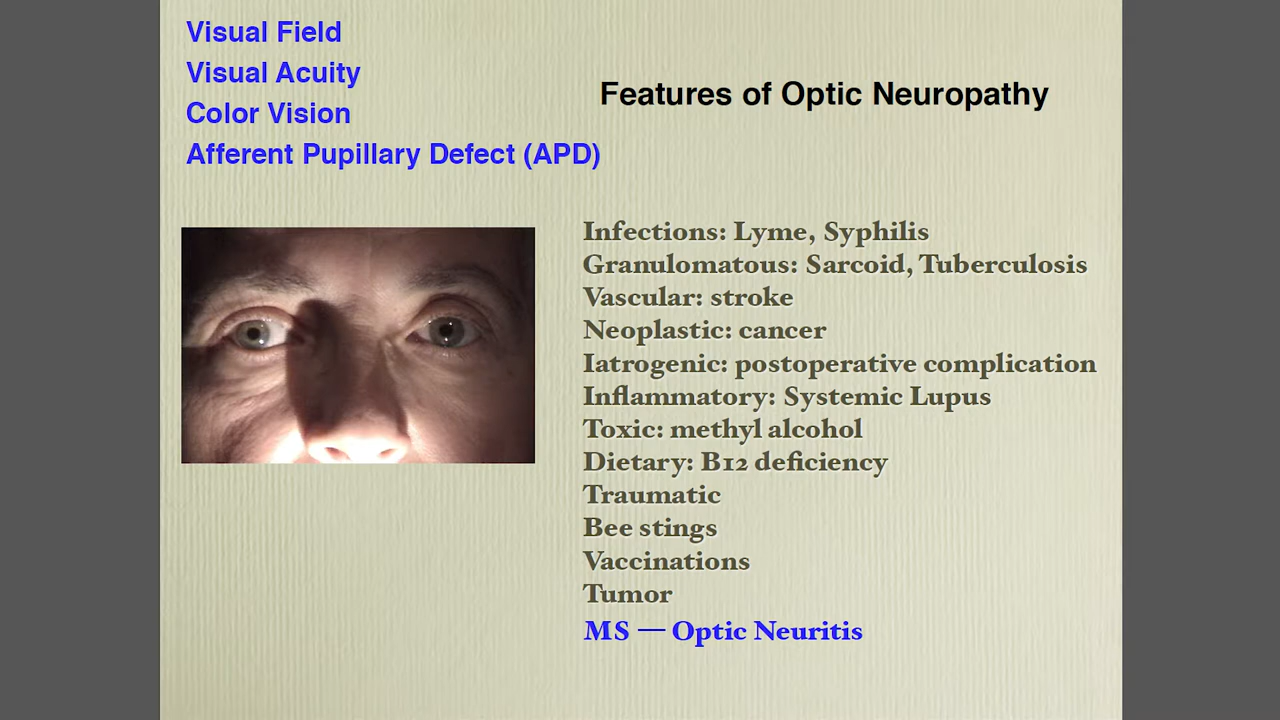 Visual Field
Visual Acuity
Color Vision
Afferent Pupillary Defect (APD)
Features of Optic Neuropathy
Infections: Lyme, Syphilis
Granulomatous: Sarcoid, Tuberculosis
Vascular: stroke
Neoplastic: cancer
Iatrogenic: postoperative complication
Inflammatory: Systemic Lupus
Toxic: methyl alcohol
Dietary: B12 deficiency
Traumatic
Bee stings
Vaccinations
Tumor
MS — Optic Neuritis